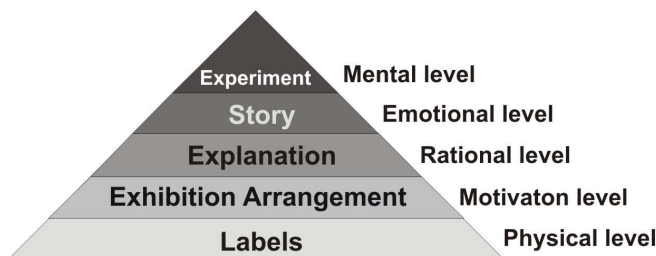 Experiment Mental level
Story Emotional level
Explanation Rational level
Exhibition Arrangement Motivaton level
Labels Physical level